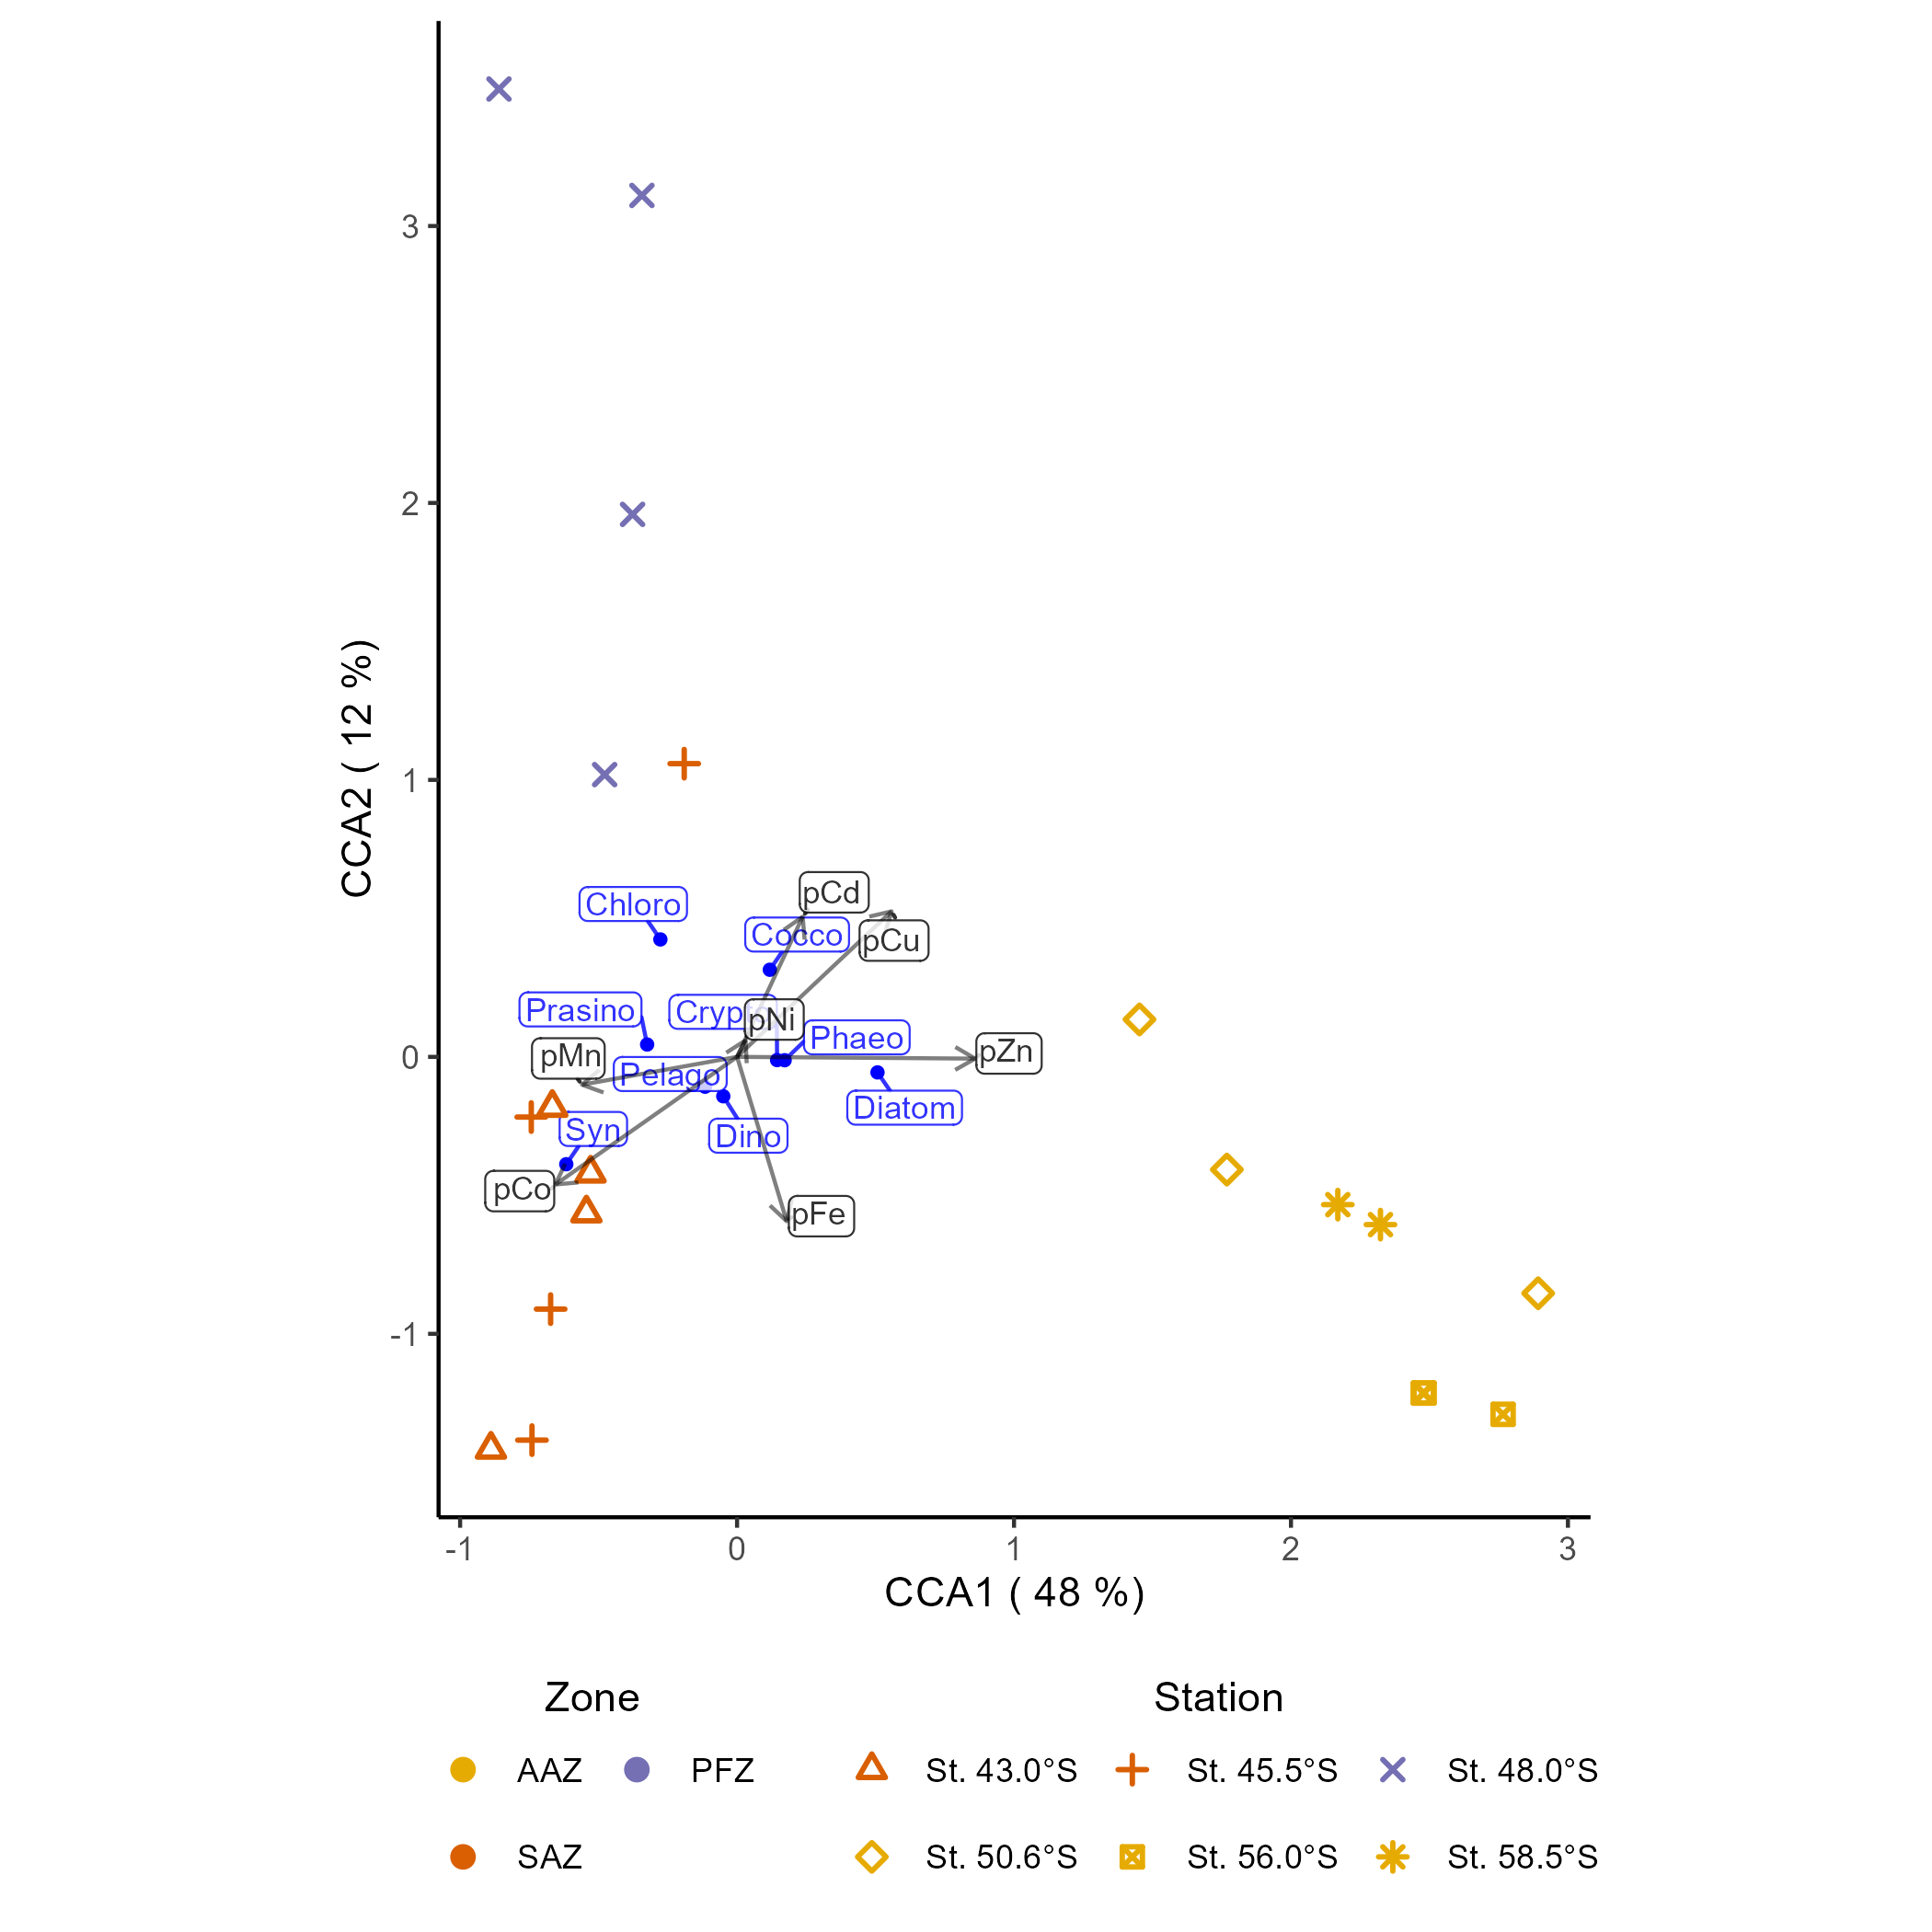 3
2
1
0
-1
CCA2 ( 12 %)
pCd
Chloro
Cocco
pCu
Prasino
pNi
Phaeo
pMn
pZn
Pelago
Diatom
Syn
Dino
pCo
pFe
-1 0 1 2 3
CCA1 ( 48 %)
Zone Station
AAZ PFZ St. 43.0°S St. 45.5°S St. 48.0°S
SAZ St. 50.6°S St. 56.0°S St. 58.5°S